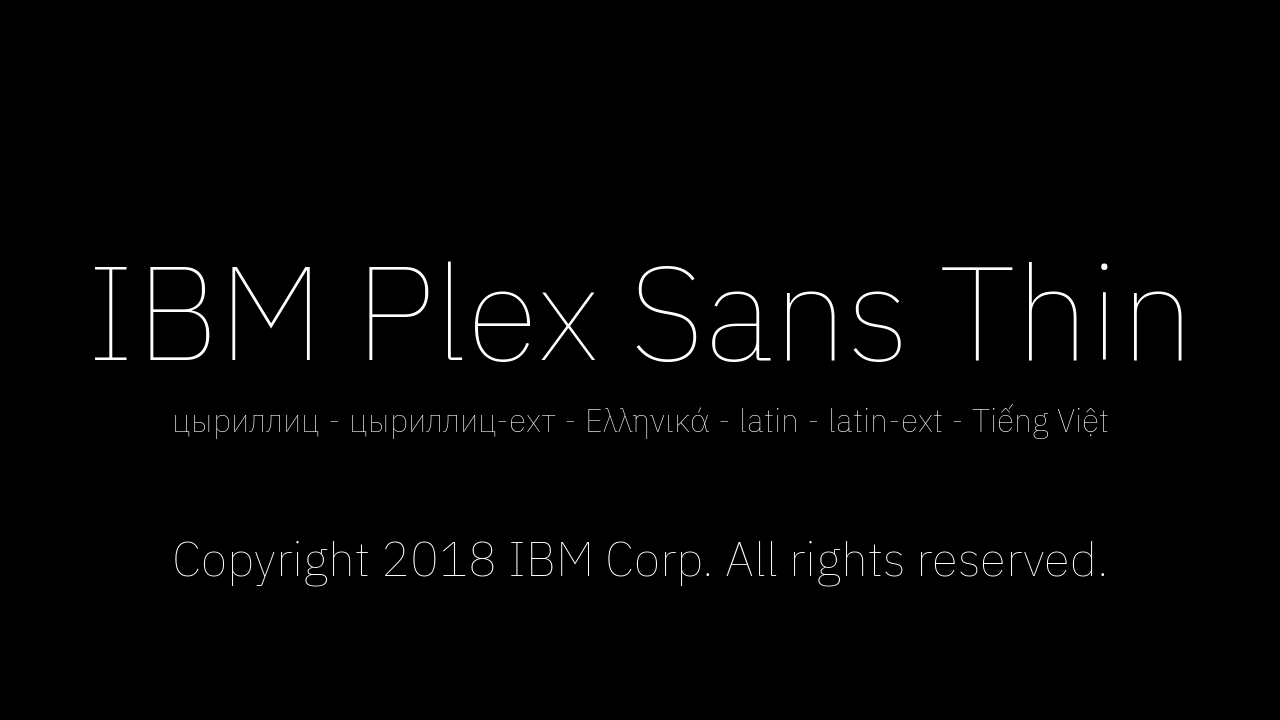 IBM Plex Sans Thin
цыриллиц - цыриллиц-ехт - Ελληνικά - latin - latin-ext - Tiếng Việt
Copyright 2018 IBM Corp. All rights reserved.